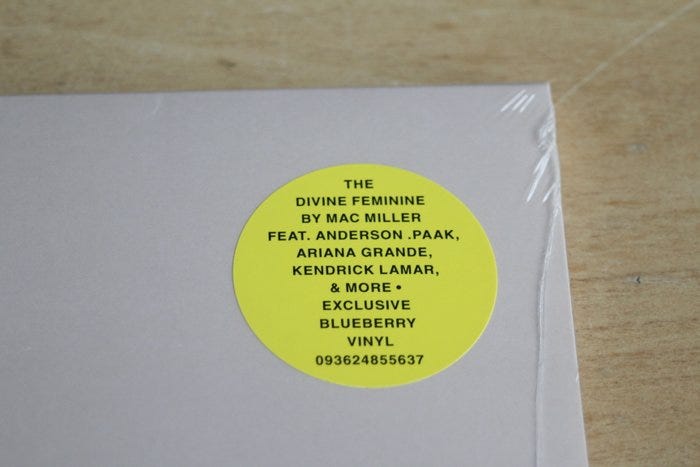 THE
DIVINE FEMININE
BY MAC MILLER
FEAT. ANDERSON .PAAK,
ARIANA GRANDE,
KENDRICK LAMAR,
& MORE •
EXCLUSIVE
BLUEBERRY
VINYL
093624855637